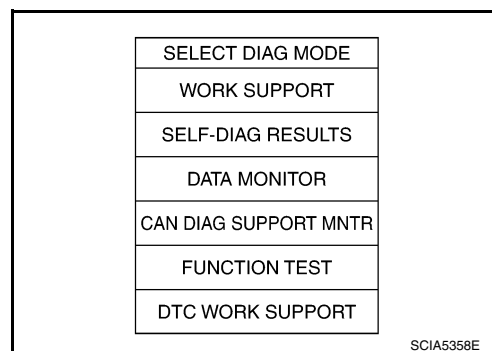 SELECT DIAG MODE
WORK SUPPORT
SELF-DIAG RESULTS
DATA MONITOR
CAN DIAG SUPPORT MNTR
FUNCTION TEST
DTC WORK SUPPORT
SCIA5358E